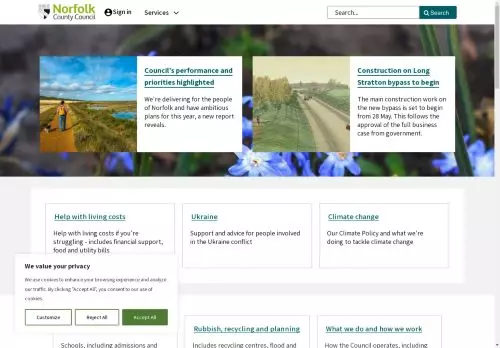 Norfolk
County Council
Sign in
Services
Search...
Search
Council's performance and
priorities highlighted
We're delivering for the people
of Norfolk and have ambitious
plans for this year, a new report
reveals.
Construction on Long
Stratton bypass to begin
The main construction work on
the new bypass is set to begin
from 28 May. This follows the
approval of the full business
case from government.
Help with living costs
Help with living costs if you're
struggling - includes financial support,
food and utility bills
Ukraine
Support and advice for people involved
in the Ukraine conflict
Climate change
Our Climate Policy and what we're
doing to tackle climate change
We value your privacy
We use cookies to enhance your browsing experience and analyze
our traffic. By clicking "Accept All", you consent to our use of
cookies.
Customize
Reject All
Accept All
Schools, including admissions and
Rubbish, recycling and planning
Includes recycling centres, flood and
What we do and how we work
How the Council operates, including